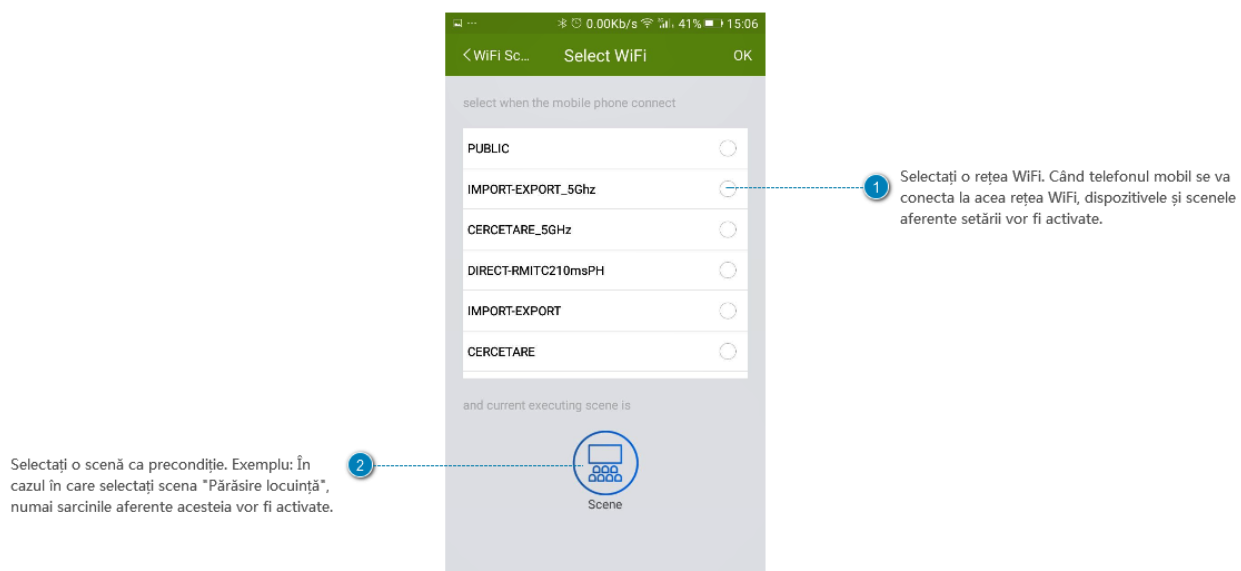 0.00Kb/s 41% 15:06
WiFi Sc... Select WiFi OK
select when the mobile phone connect
PUBLIC
IMPORT-EXPORT_5Ghz
CERCETARE_5GHz
DIRECT-RMITC210msPH
IMPORT-EXPORT
CERCETARE
and current executing scene is
Scene
1
Selectați o rețea WiFi. Când telefonul mobil se va
conecta la acea rețea WiFi, dispozitivele și scenele
aferente setării vor fi activate.
Selectați o scenă ca precondiție. Exemplu: În
cazul în care selectați scena "Părăsire locuință",
numai sarcinile aferente acesteia vor fi activate.
2